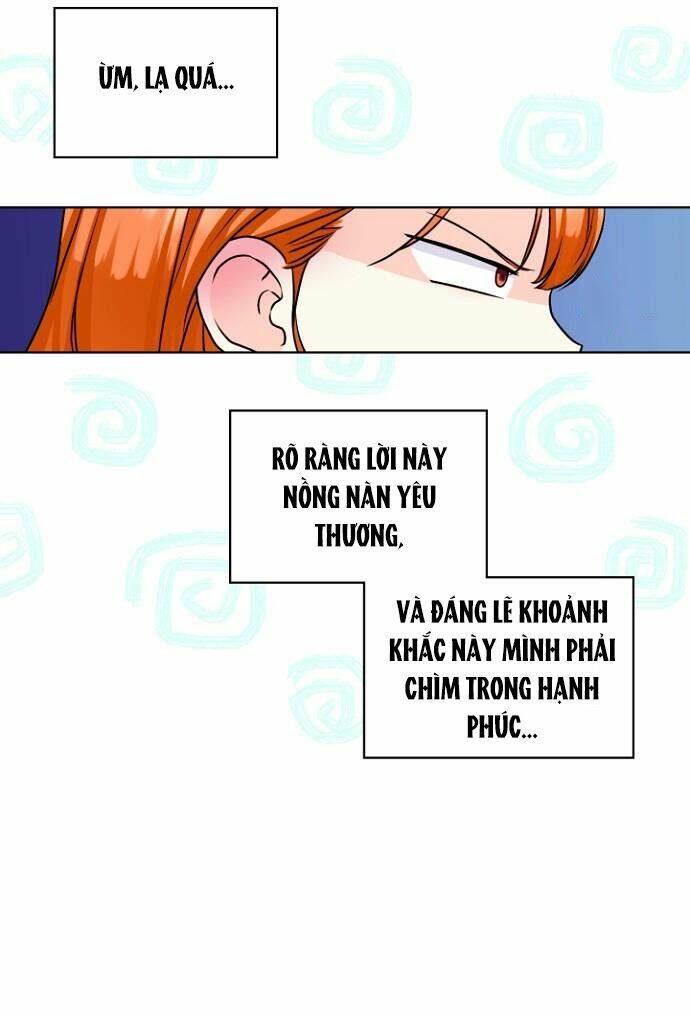 ỪM, LẠ QUÁ...
RÕ RÀNG LỜI NÀY
NỒNG NÀN YÊU
THƯƠNG,
VÀ ĐÁNG LẼ KHOẢNH
KHẮC NÀY MÌNH PHẢI
CHÌM TRONG HẠNH
PHÚC...